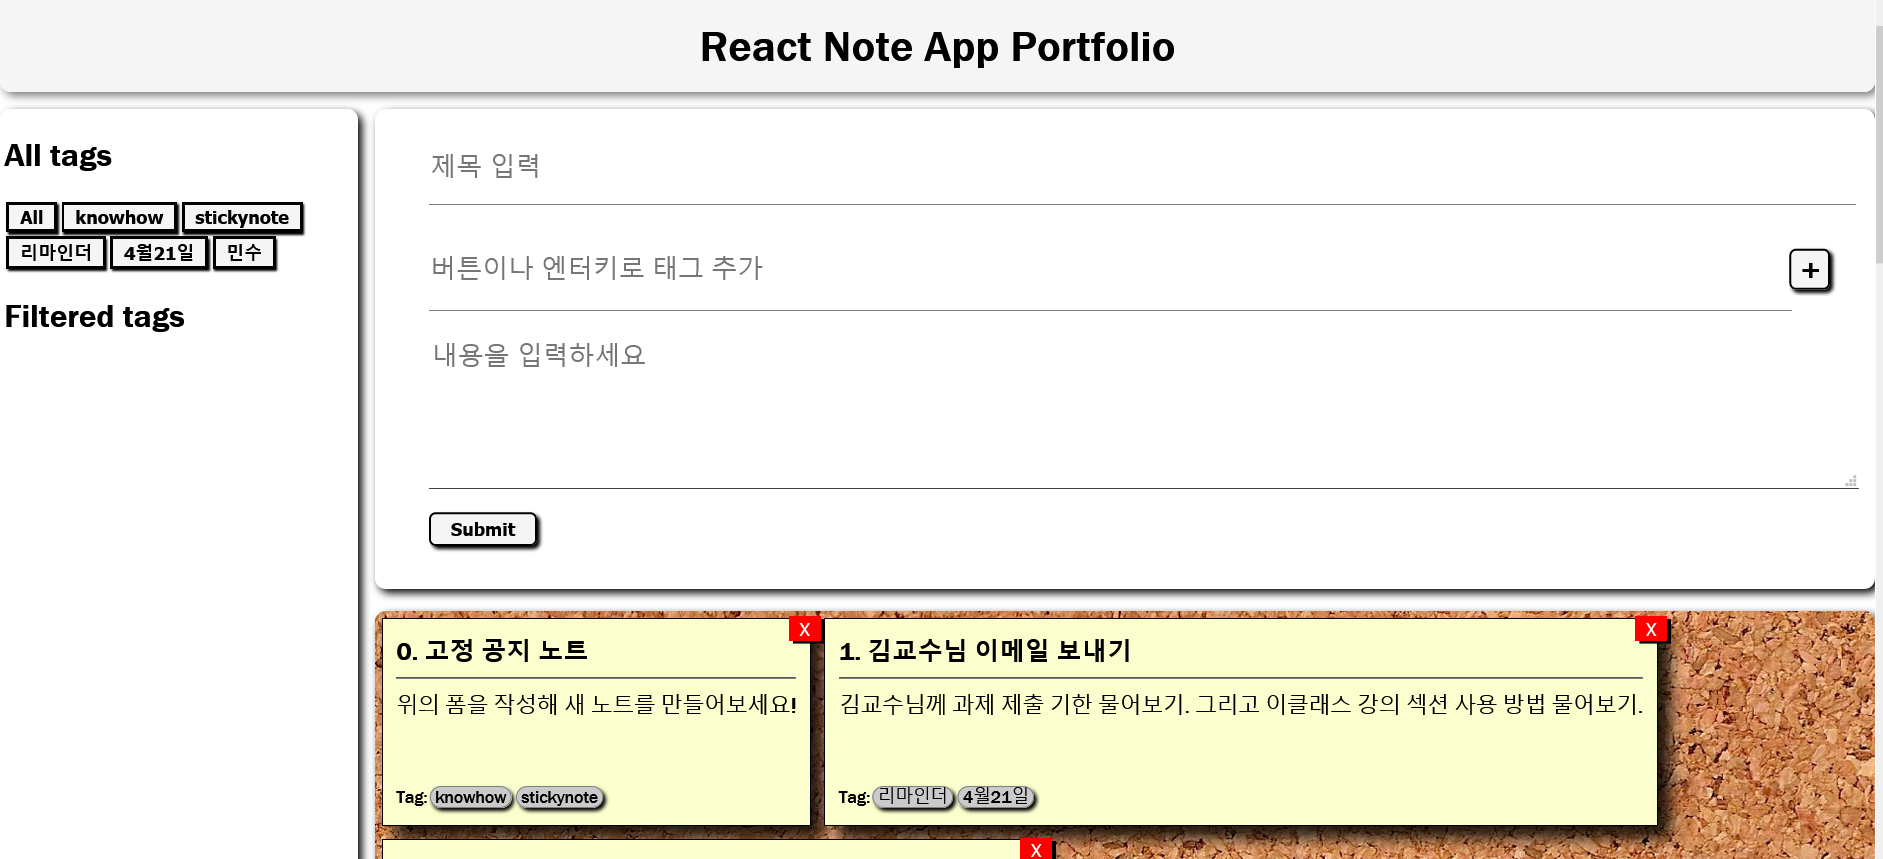 React Note App Portfolio
All tags
All knowhow stickynote
리마인더 4월21일 민수
Filtered tags
제목 입력
버튼이나 엔터키로 태그 추가
+
내용을 입력하세요
Submit
X
0. 고정 공지 노트
위의 폼을 작성해 새 노트를 만들어보세요!
Tag: knowhow stickynote
X
1. 김교수님 이메일 보내기
김교수님께 과제 제출 기한 물어보기. 그리고 이클래스 강의 섹션 사용 방법 물어보기.
Tag: 리마인더 4월21일
X